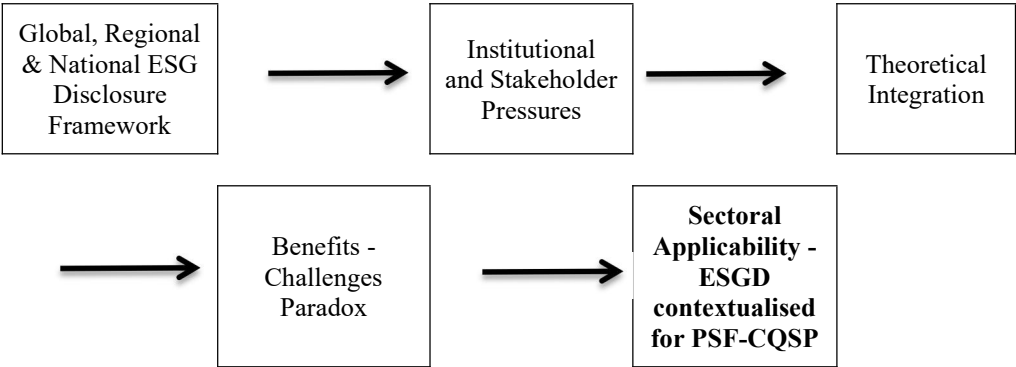 Global, Regional
& National ESG
Disclosure
Framework
Institutional
and Stakeholder
Pressures
Theoretical
Integration
Benefits -
Challenges
Paradox
Sectoral
Applicability -
ESGD
contextualised
for PSF-CQSP